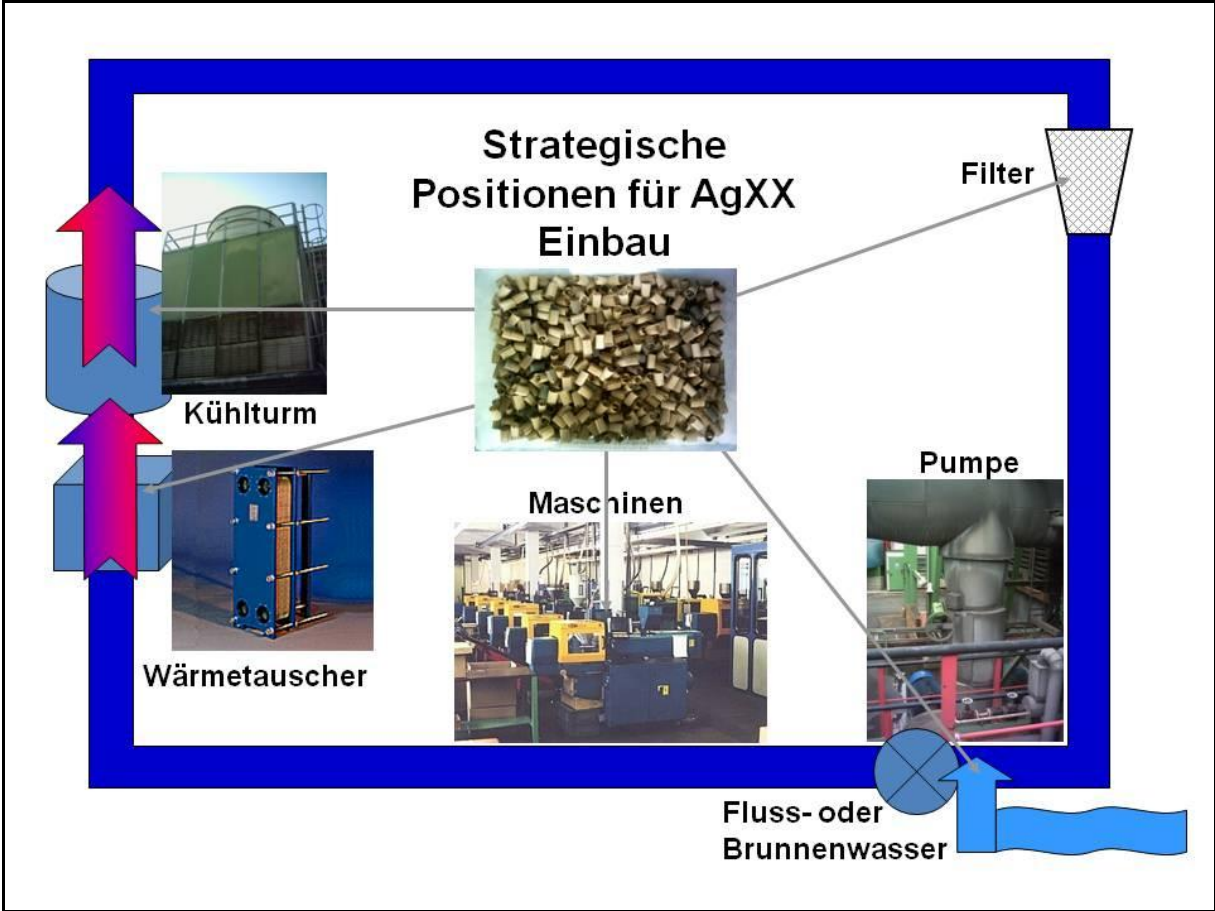 Strategische
Positionen für AgXX
Einbau
Filter
Kühlturm
Pumpe
Maschinen
Wärmetauscher
Fluss- oder
Brunnenwasser